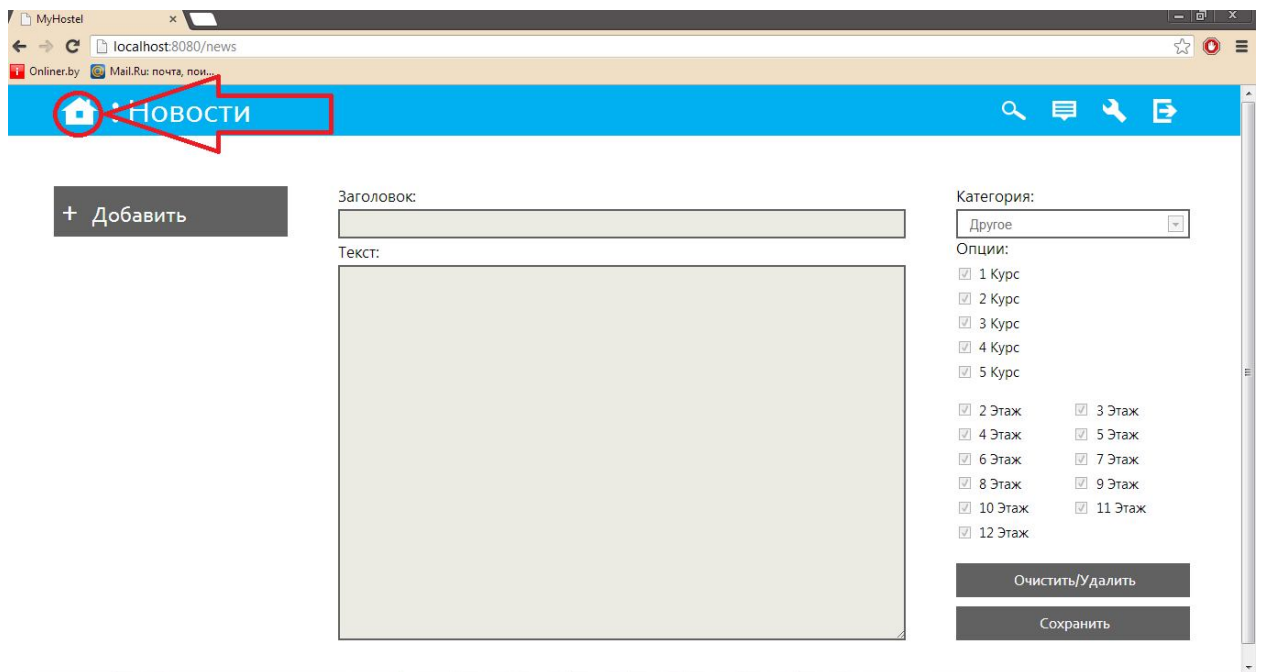 MyHostel
localhost:8080/news
Onliner.by Mail.Ru: почта, пои...
: Новости
+ Добавить
Заголовок:
Текст:
Категория:
Другое
Опции:
1 Курс
2 Курс
3 Курс
4 Курс
5 Курс
2 Этаж 3 Этаж
4 Этаж 5 Этаж
6 Этаж 7 Этаж
8 Этаж 9 Этаж
10 Этаж 11 Этаж
12 Этаж
Очистить/Удалить
Сохранить